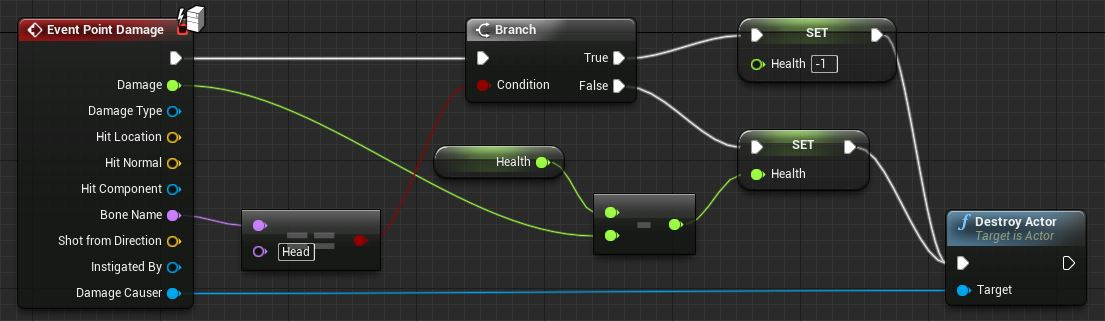 Event Point Damage
Damage
Damage Type
Hit Location
Hit Normal
Hit Component
Bone Name
Shot from Direction
Instigated By
Damage Causer
==
Head
Branch
Condition
True
False
Health
-
SET
Health -1
SET
Health
f Destroy Actor
Target is Actor
Target